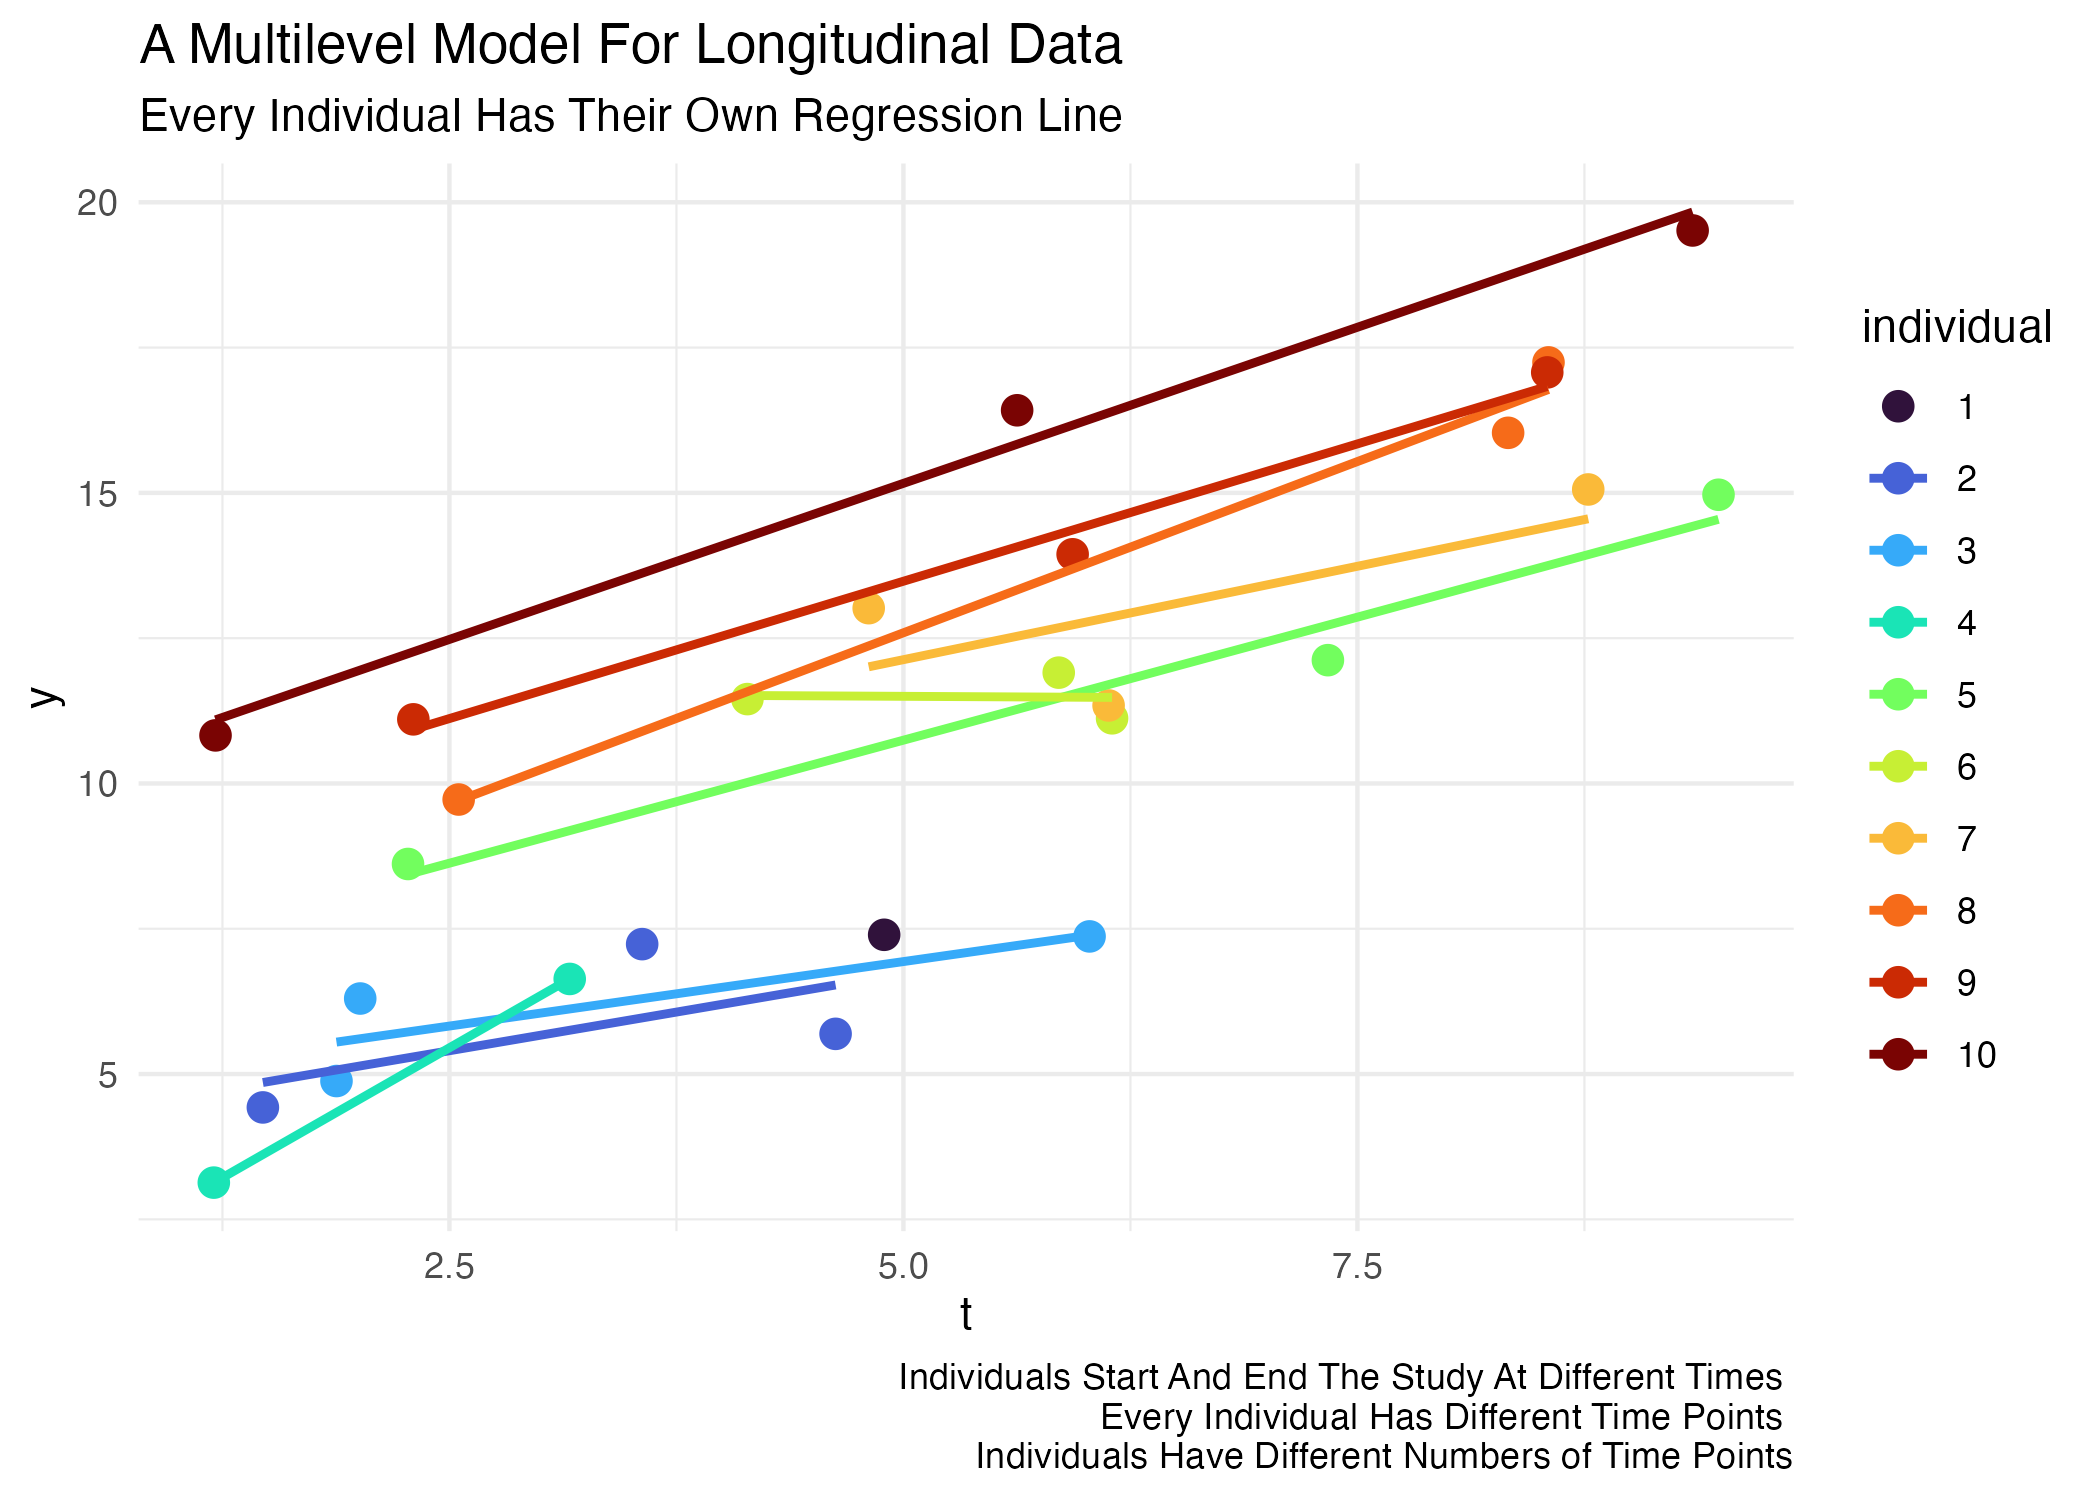 A Multilevel Model For Longitudinal Data
Every Individual Has Their Own Regression Line
20
15
10
5
y
2.5 5.0 7.5
t
individual
1
2
3
4
5
6
7
8
9
10
Individuals Start And End The Study At Different Times
Every Individual Has Different Time Points
Individuals Have Different Numbers of Time Points